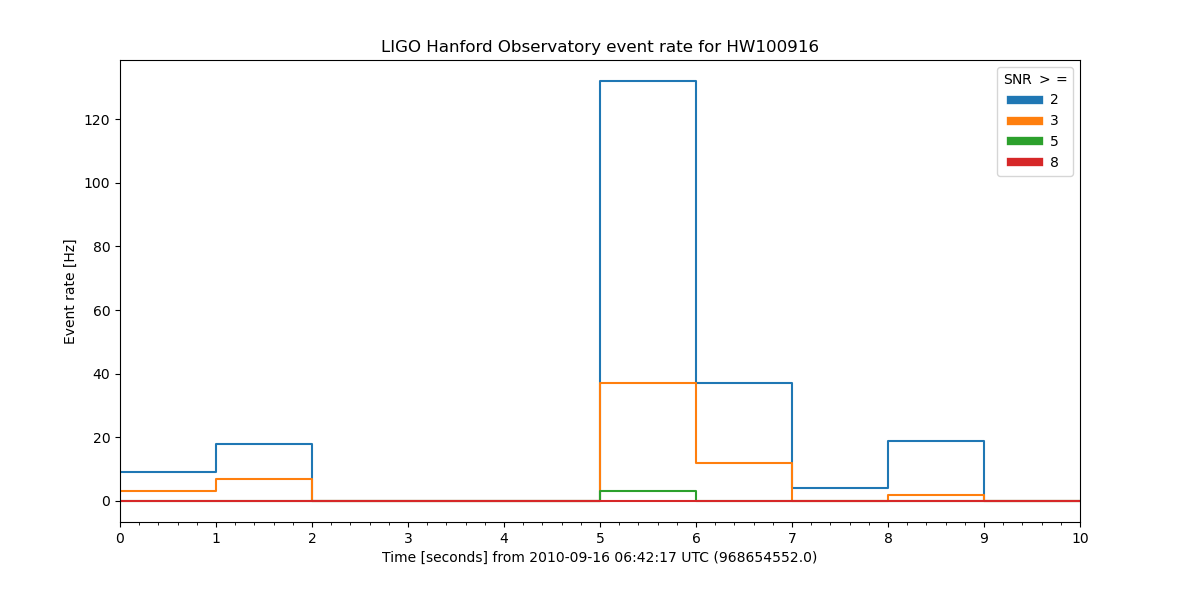 LIGO Hanford Observatory event rate for HW100916
SNR > =
2
3
5
8
120
100
80
60
40
20
0
Event rate [Hz]
0 1 2 3 4 5 6 7 8 9 10
Time [seconds] from 2010-09-16 06:42:17 UTC (968654552.0)